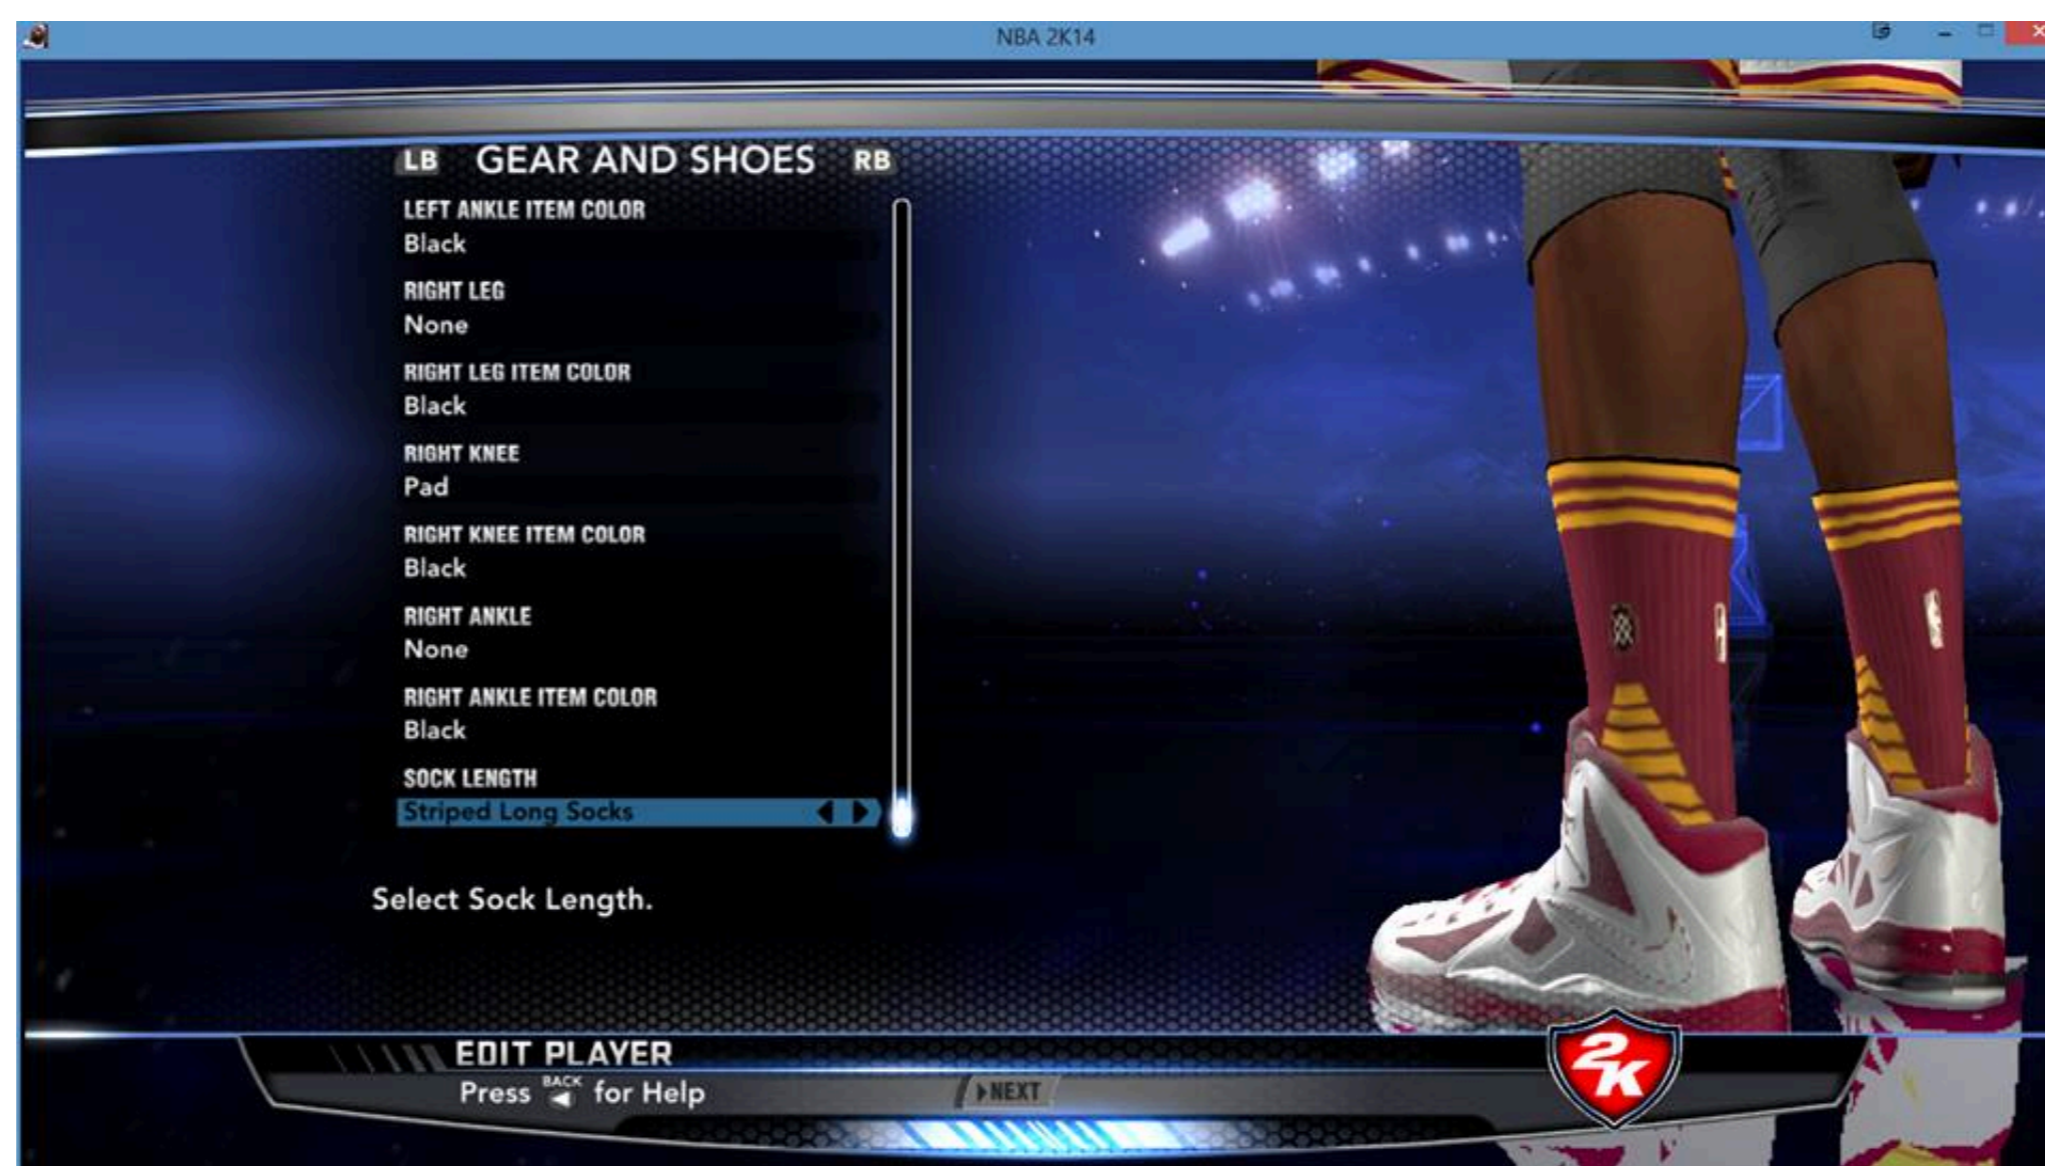 NBA 2K14
LB GEAR AND SHOES RB
LEFT ANKLE ITEM COLOR
Black
RIGHT LEG
None
RIGHT LEG ITEM COLOR
Black
RIGHT KNEE
Pad
RIGHT KNEE ITEM COLOR
Black
RIGHT ANKLE
None
RIGHT ANKLE ITEM COLOR
Black
SOCK LENGTH
Striped Long Socks
Select Sock Length.
EDIT PLAYER
Press BACK for Help
NEXT
2K